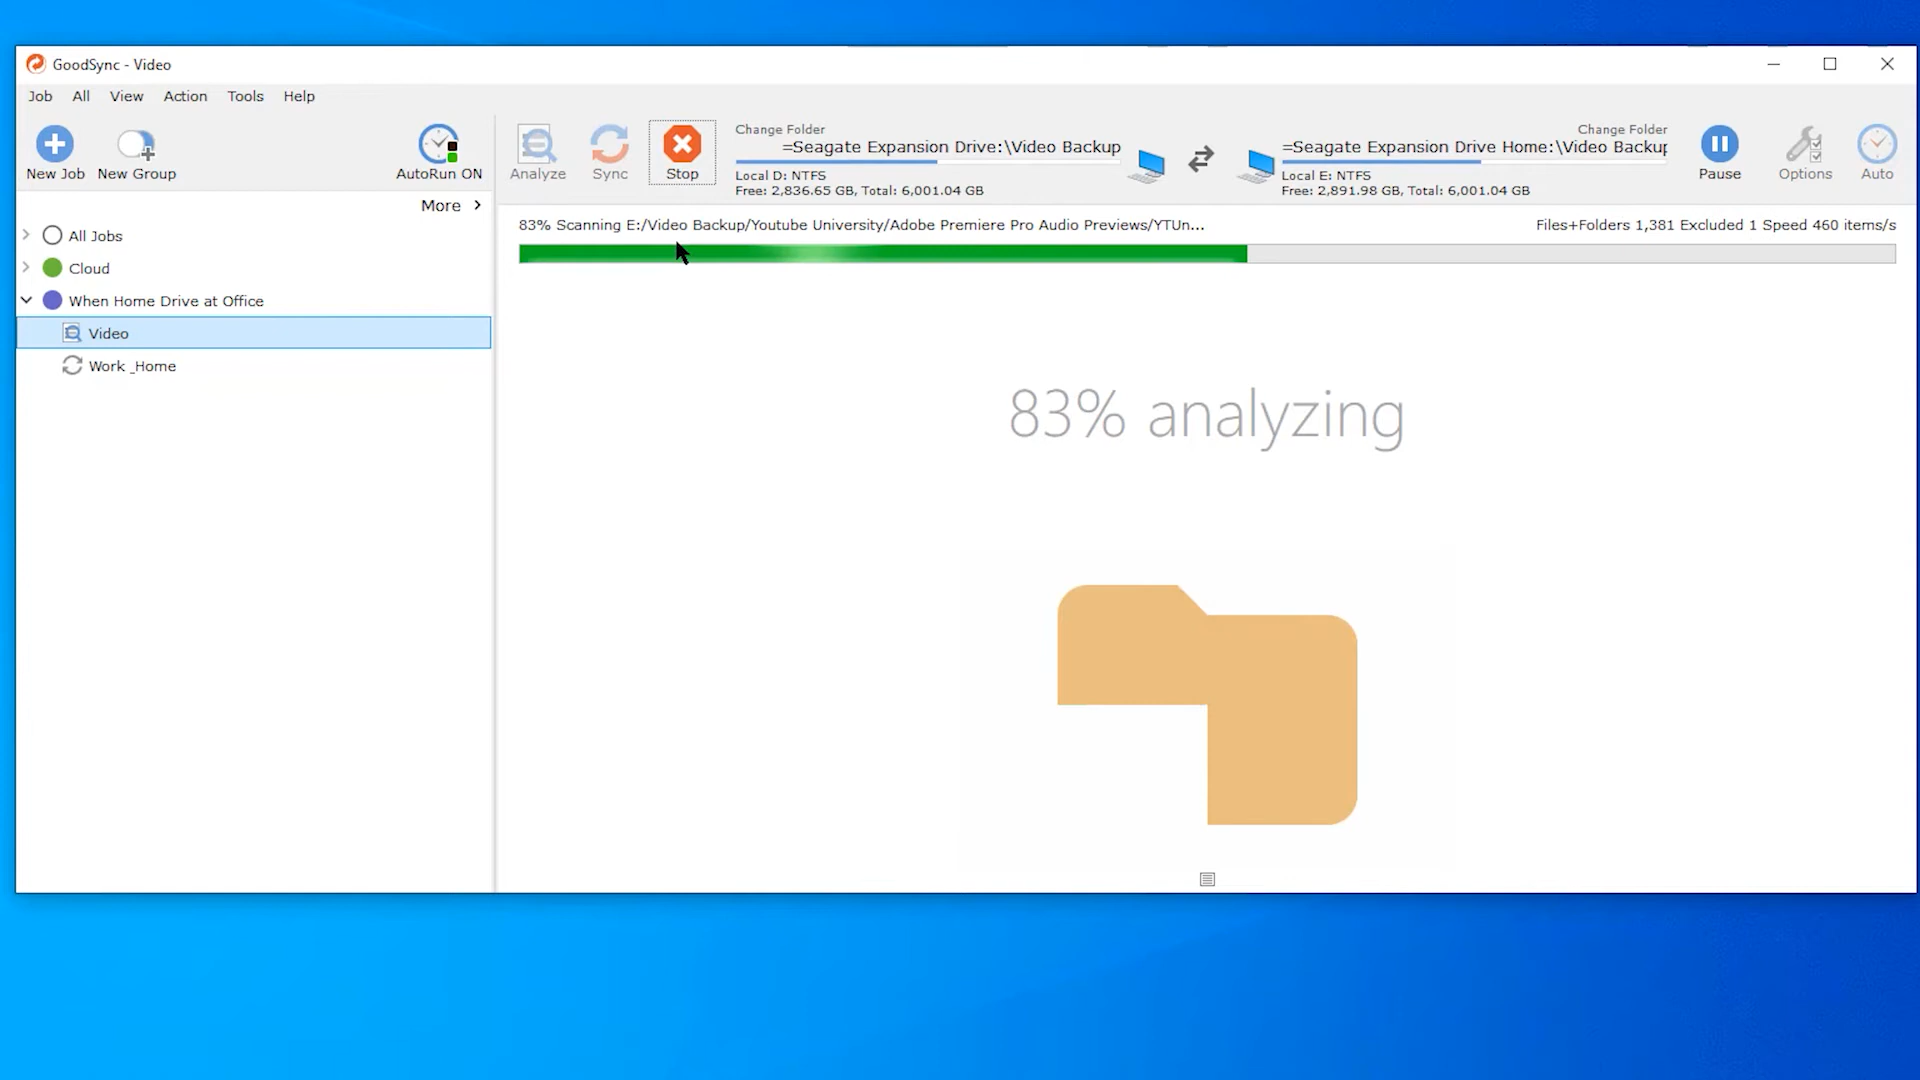 GoodSync - Video
Job All View Action Tools Help
New Job New Group AutoRun ON
More >
All Jobs
Cloud
When Home Drive at Office
Video
Work _Home
Analyze Sync Stop
Change Folder
=Seagate Expansion Drive:\Video Backup
Local D: NTFS
Free: 2,836.65 GB, Total: 6,001.04 GB
Change Folder
=Seagate Expansion Drive Home:\Video Backup
Local E: NTFS
Free: 2,891.98 GB, Total: 6,001.04 GB
Pause Options Auto
83% Scanning E:/Video Backup/Youtube University/Adobe Premiere Pro Audio Previews/YTUn...
Files+Folders 1,381 Excluded 1 Speed 460 items/s
83% analyzing